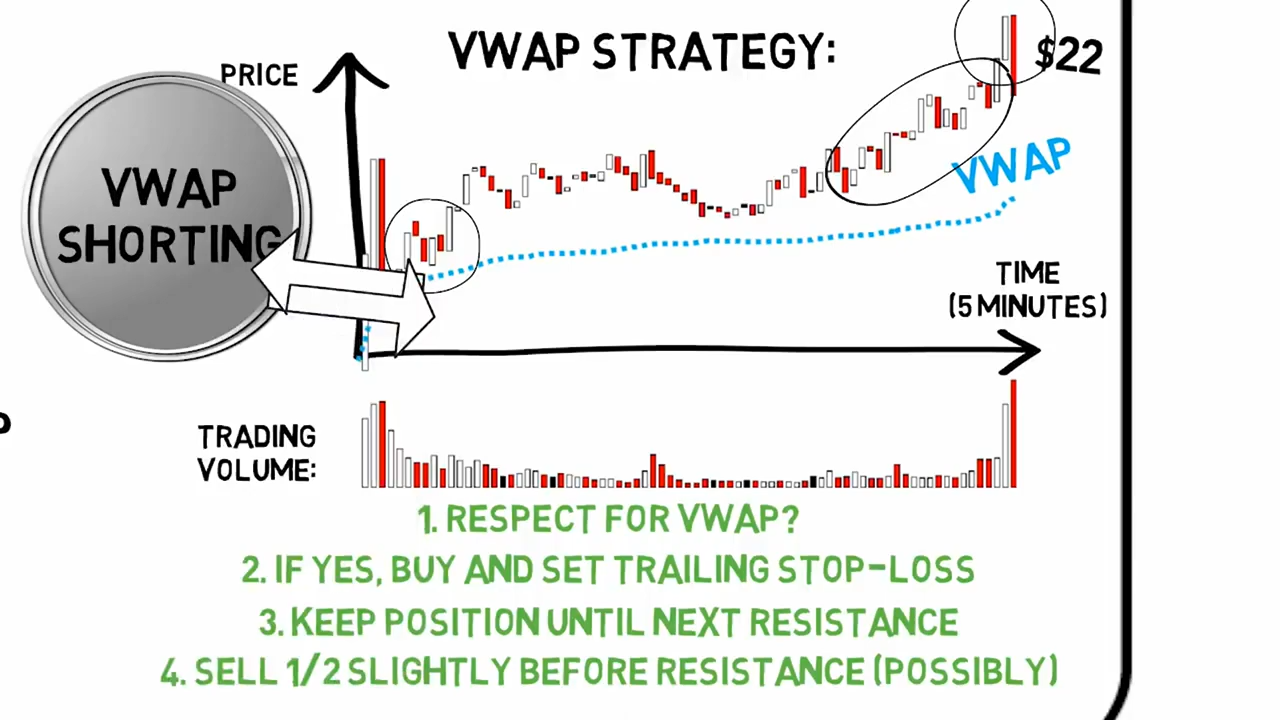 VWAP STRATEGY:
PRICE
$22
VWAP
SHORTING
VWAP
TIME
(5 MINUTES)
TRADING
VOLUME:
1. RESPECT FOR VWAP?
2. IF YES, BUY AND SET TRAILING STOP-LOSS
3. KEEP POSITION UNTIL NEXT RESISTANCE
4. SELL 1/2 SLIGHTLY BEFORE RESISTANCE (POSSIBLY)